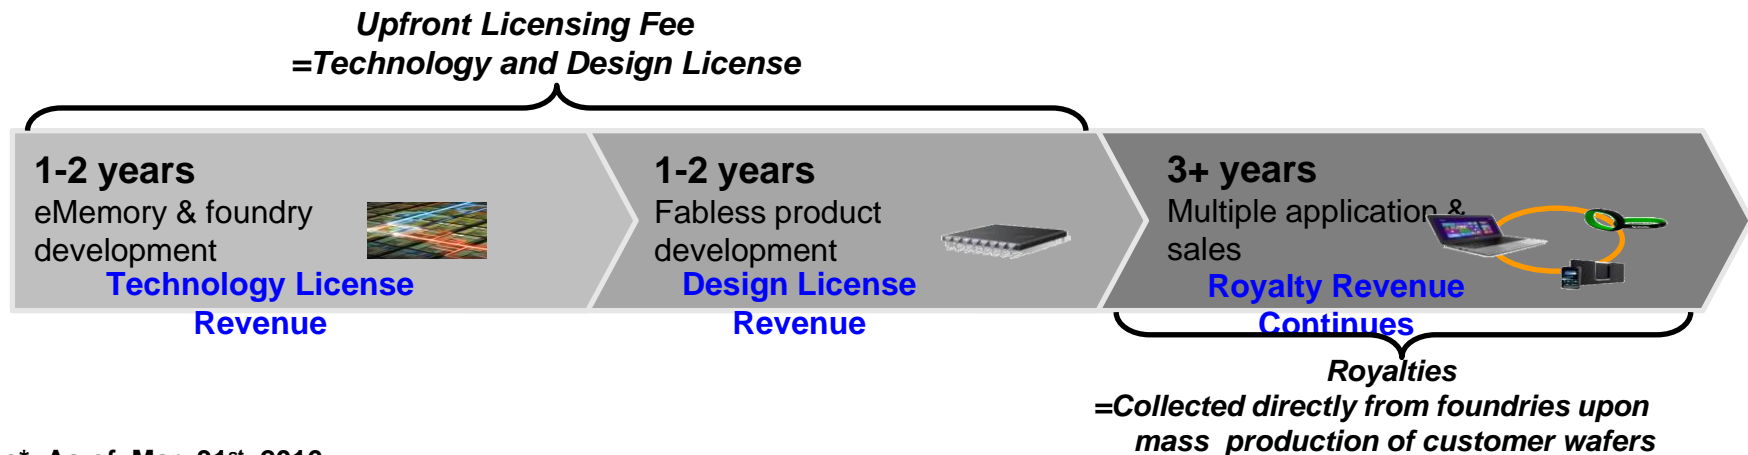 Upfront Licensing Fee
=Technology and Design License
1-2 years
eMemory & foundry
development
Technology License
Revenue
1-2 years
Fabless product
development
Design License
Revenue
3+ years
Multiple application &
sales
Royalty Revenue
Continues
Royalties
=Collected directly from foundries upon
mass production of customer wafers